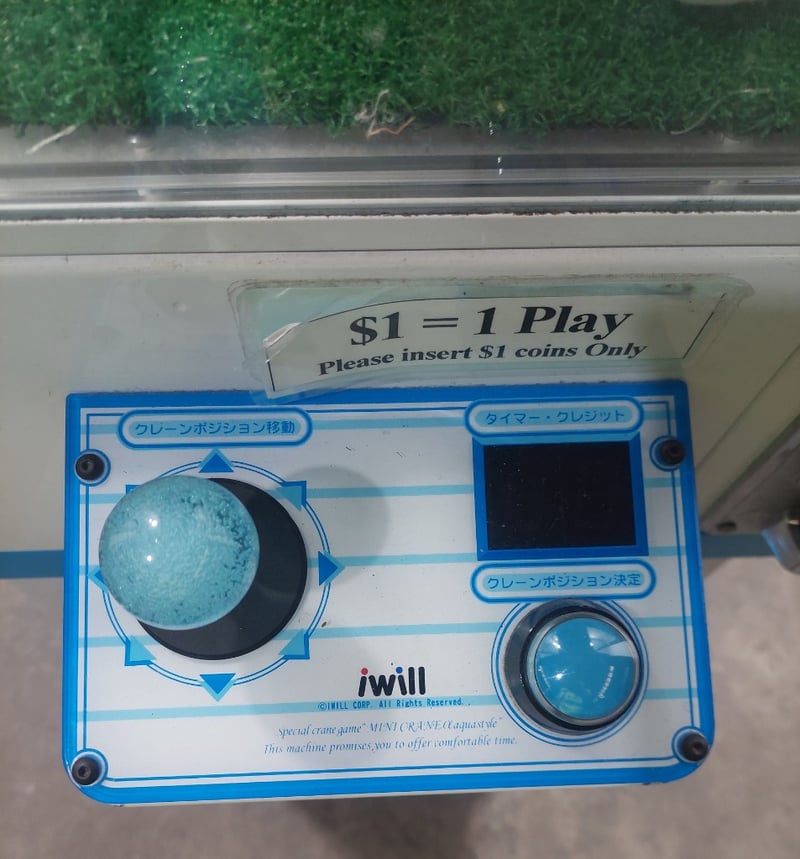 $1 = 1 Play
Please insert $1 coins Only
クレーンポジション移動
タイマー・クレジット
クレーンポジション決定
iwill
©IWILL CORP. All Rights Reserved.
Special crane game "MINI CRANE α aquastyle"
This machine promises you to offer comfortable time.